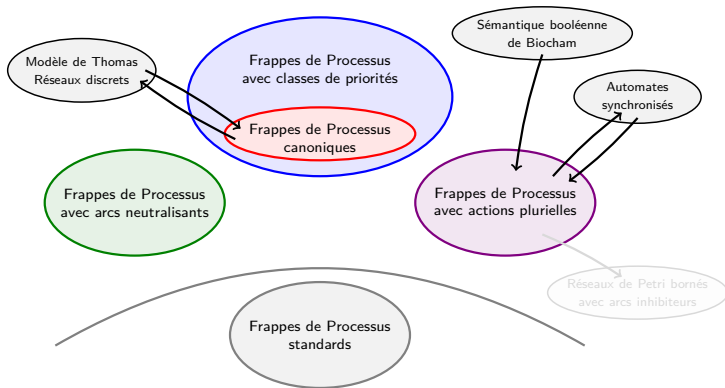 Sémantique booléenne
de Biocham
Modèle de Thomas
Réseaux discrets
Frappes de Processus
avec classes de priorités
Automates
synchronisés
Frappes de Processus
canoniques
Frappes de Processus
avec arcs neutralisants
Frappes de Processus
avec actions plurielles
Réseaux de Petri bornés
avec arcs inhibiteurs
Frappes de Processus
standards